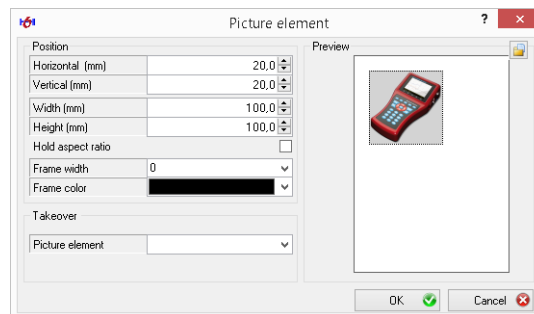 Picture element
?
Position
Horizontal (mm) 20,0
Vertical (mm) 20,0
Width (mm) 100,0
Height (mm) 100,0
Hold aspect ratio
Frame width 0
Frame color
Takeover
Picture element
Preview
OK
Cancel